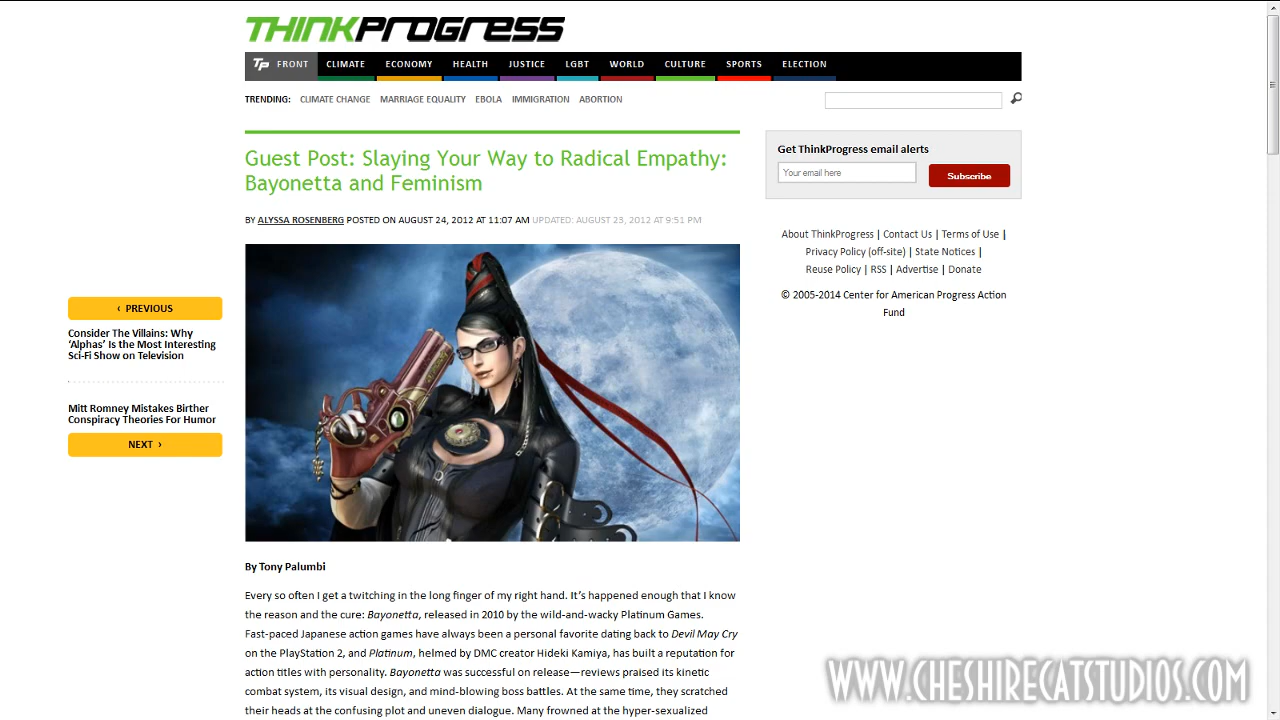 THINKPROGRESS
TP FRONT CLIMATE ECONOMY HEALTH JUSTICE LGBT WORLD CULTURE SPORTS ELECTION
TRENDING: CLIMATE CHANGE MARRIAGE EQUALITY EBOLA IMMIGRATION ABORTION
Guest Post: Slaying Your Way to Radical Empathy:
Bayonetta and Feminism
BY ALYSSA ROSENBERG POSTED ON AUGUST 24, 2012 AT 11:07 AM UPDATED: AUGUST 23, 2012 AT 9:51 PM
‹ PREVIOUS
Consider The Villains: Why
‘Alphas’ Is the Most Interesting
Sci-Fi Show on Television
Mitt Romney Mistakes Birther
Conspiracy Theories For Humor
NEXT ›
By Tony Palumbi
Every so often I get a twitching in the long finger of my right hand. It’s happened enough that I know
the reason and the cure: Bayonetta, released in 2010 by the wild-and-wacky Platinum Games.
Fast-paced Japanese action games have always been a personal favorite dating back to Devil May Cry
on the PlayStation 2, and Platinum, helmed by DMC creator Hideki Kamiya, has built a reputation for
action titles with personality. Bayonetta was successful on release—reviews praised its kinetic
combat system, its visual design, and mind-blowing boss battles. At the same time, they scratched
their heads at the confusing plot and uneven dialogue. Many frowned at the hyper-sexualized
Get ThinkProgress email alerts
Your email here
Subscribe
About ThinkProgress | Contact Us | Terms of Use |
Privacy Policy (off-site) | State Notices |
Reuse Policy | RSS | Advertise | Donate
© 2005-2014 Center for American Progress Action
Fund
WWW.CHESHIRECATSTUDIOS.COM